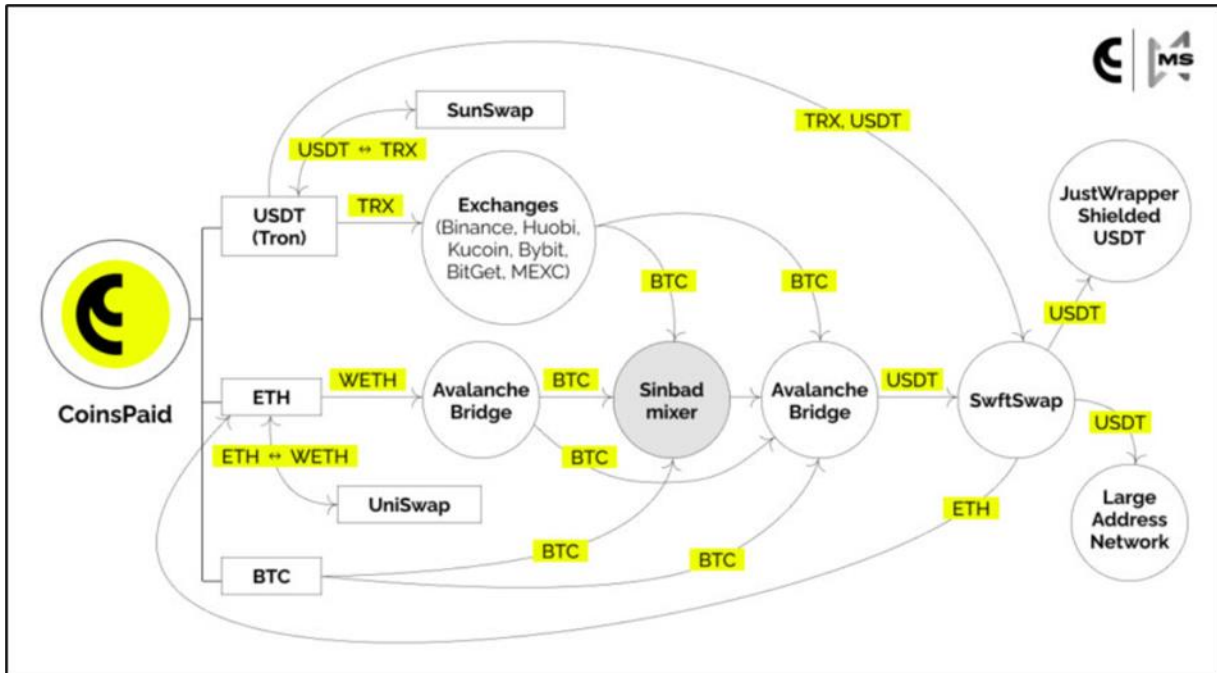 MS
SunSwap
TRX, USDT
USDT ↔ TRX
JustWrapper
Shielded
USDT
USDT
(Tron)
TRX
Exchanges
(Binance, Huobi,
Kucoin, Bybit,
BitGet, MEXC)
BTC
BTC
USDT
CoinsPaid
ETH
WETH
Avalanche
Bridge
BTC
Sinbad
mixer
Avalanche
Bridge
USDT
SwftSwap
USDT
ETH ↔ WETH
BTC
UniSwap
ETH
Large
Address
Network
BTC
BTC
BTC